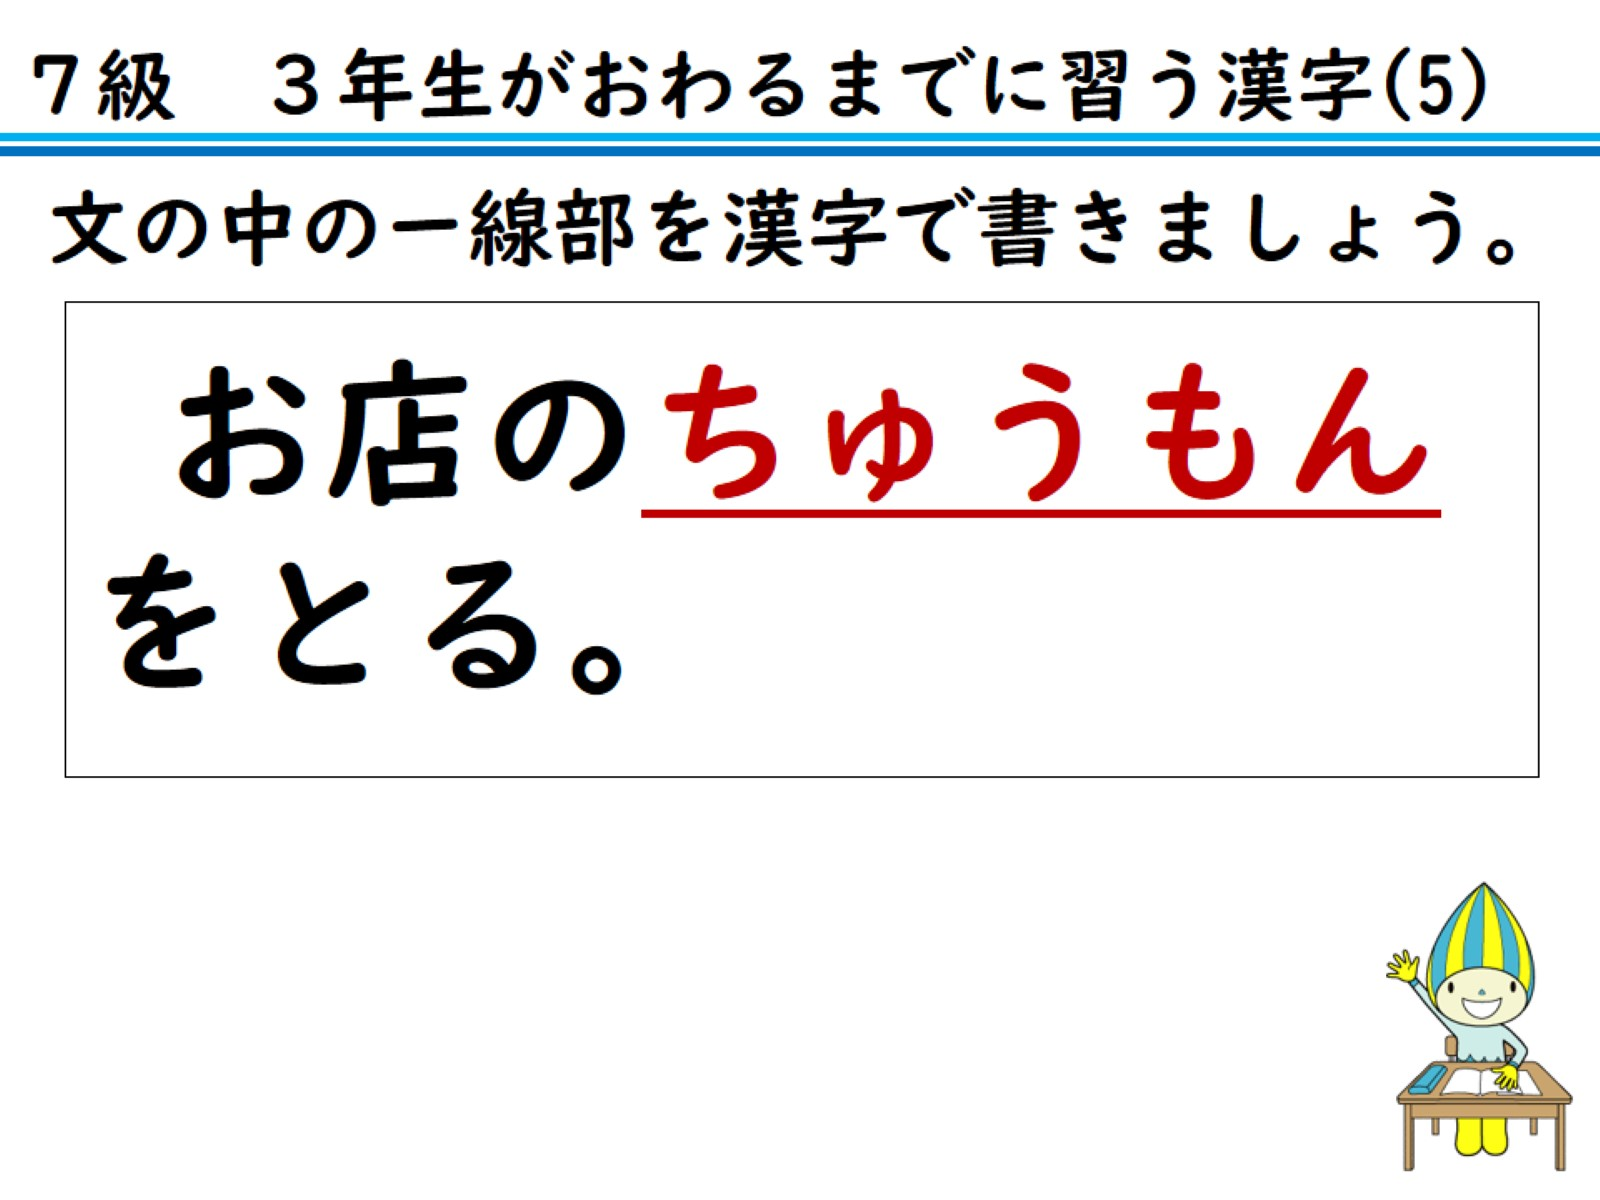 ７級　３年生がおわるまでに習う漢字(5)
文の中の一線部を漢字で書きましょう。
お店のちゅうもん
をとる。